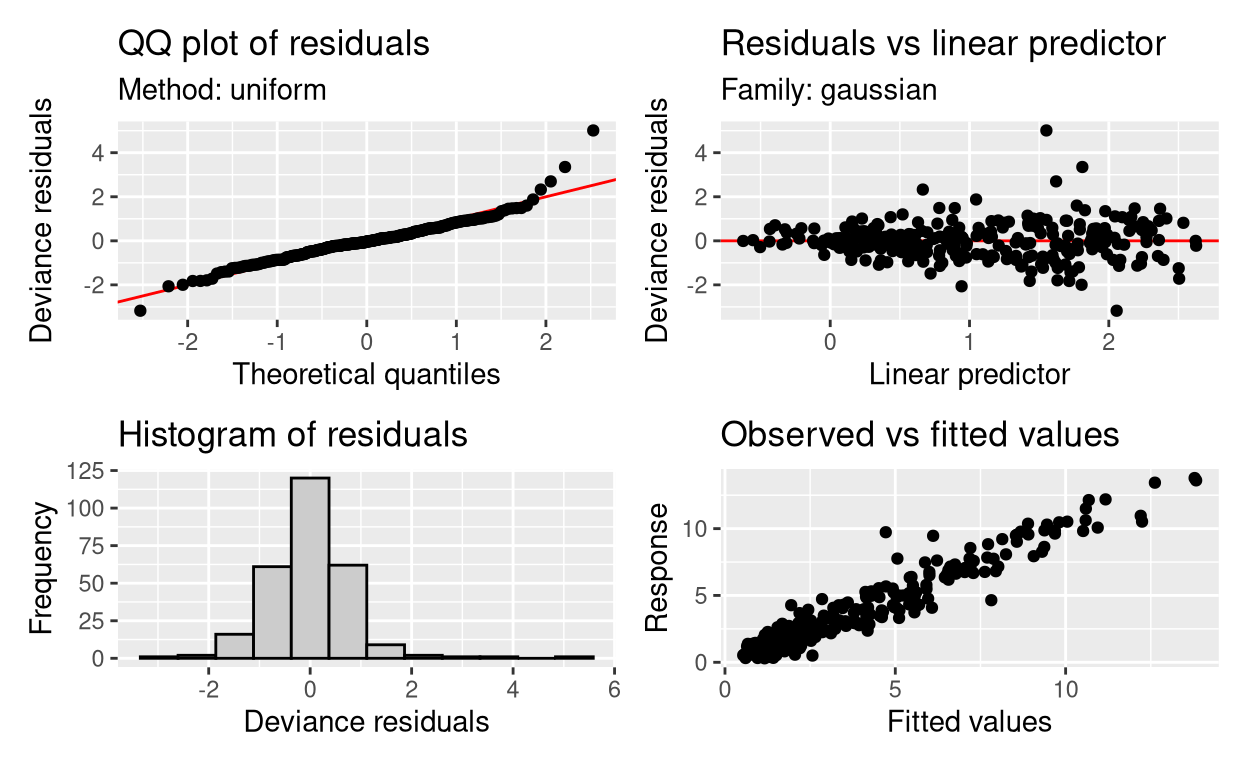 QQ plot of residuals
Method: uniform
Deviance residuals
4
2
0
-2
-2
-1
0
1
2
Theoretical quantiles
Residuals vs linear predictor
Family: gaussian
Deviance residuals
4
2
0
-2
0
1
2
Linear predictor
Histogram of residuals
Frequency
125
100
75
50
25
0
-2
0
2
4
6
Deviance residuals
Observed vs fitted values
Response
10
5
0
0
5
10
Fitted values